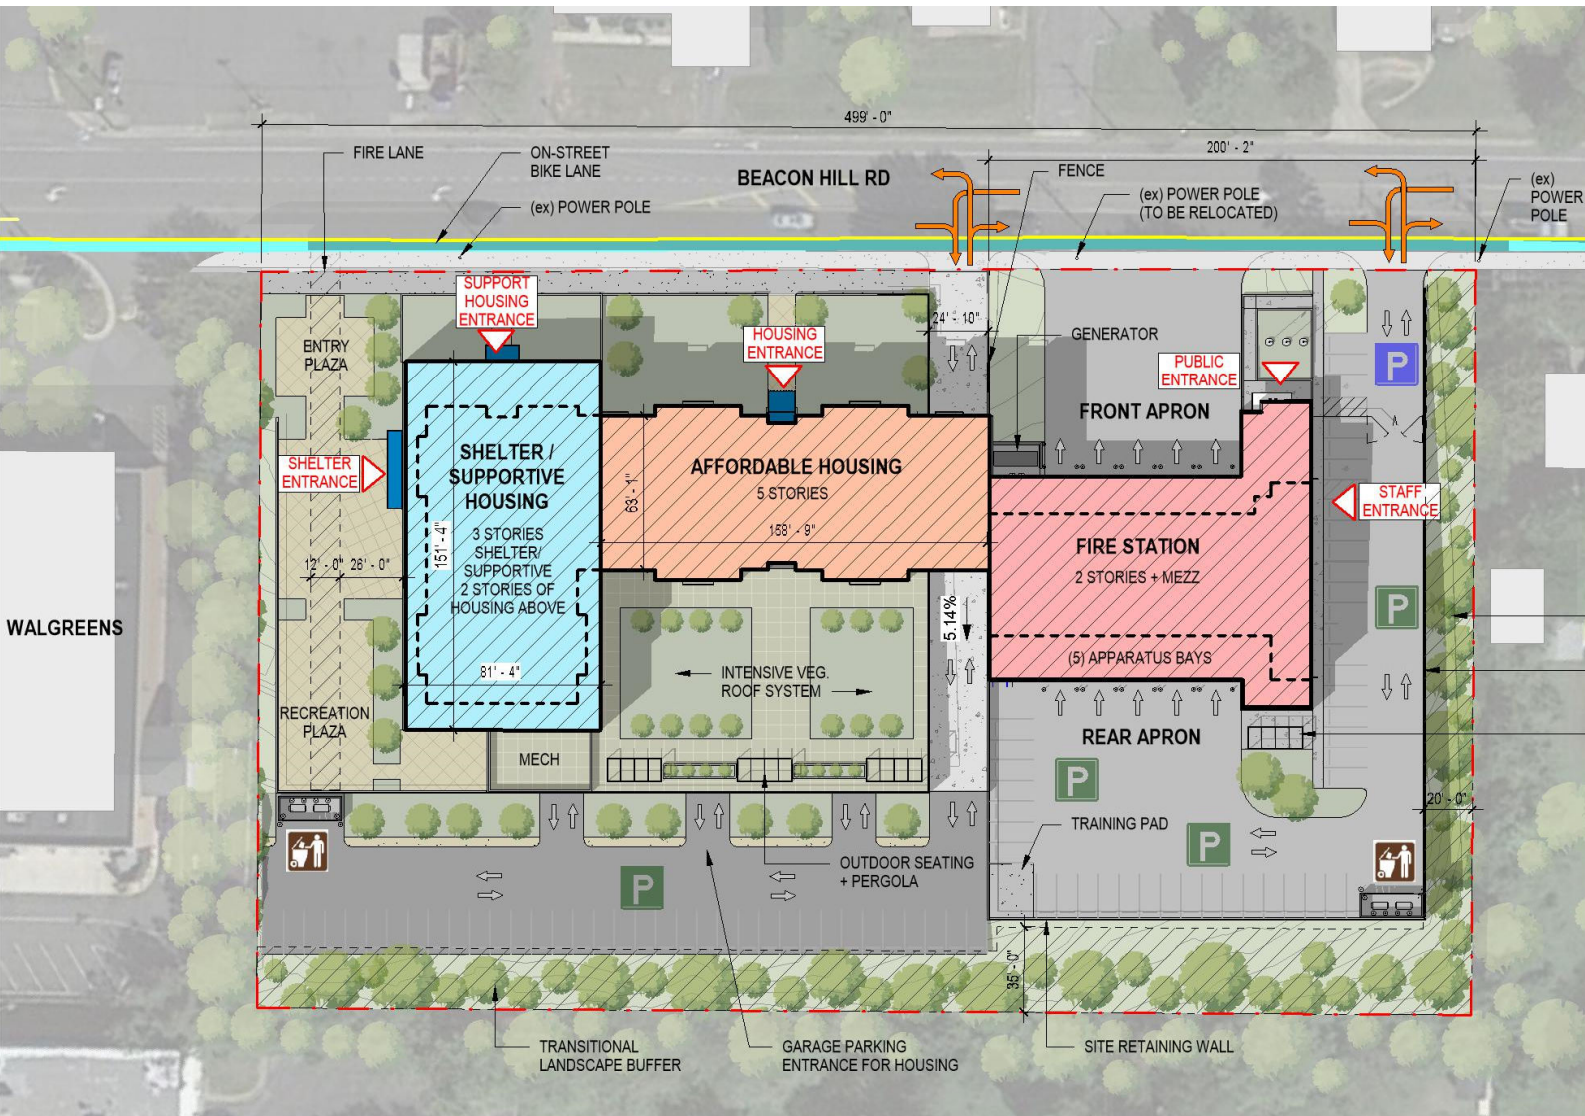 499' - 0"
200' - 2"
FIRE LANE
ON-STREET
BIKE LANE
BEACON HILL RD
FENCE
(ex) POWER POLE
(TO BE RELOCATED)
(ex)
POWER
POLE
(ex) POWER POLE
SUPPORT
HOUSING
ENTRANCE
HOUSING
ENTRANCE
24' - 10"
GENERATOR
PUBLIC
ENTRANCE
P
ENTRY
PLAZA
FRONT APRON
SHELTER
ENTRANCE
SHELTER /
SUPPORTIVE
HOUSING
3 STORIES
SHELTER/
SUPPORTIVE
2 STORIES OF
HOUSING ABOVE
151' - 4"
81' - 4"
AFFORDABLE HOUSING
5 STORIES
63' - 1"
168' - 9"
STAFF
ENTRANCE
FIRE STATION
2 STORIES + MEZZ
(5) APPARATUS BAYS
12' - 0"
26' - 0"
WALGREENS
5.14%
P
INTENSIVE VEG.
ROOF SYSTEM
RECREATION
PLAZA
MECH
REAR APRON
P
20' - 0"
TRAINING PAD
P
OUTDOOR SEATING
+ PERGOLA
P
35' - 0"
TRANSITIONAL
LANDSCAPE BUFFER
GARAGE PARKING
ENTRANCE FOR HOUSING
SITE RETAINING WALL